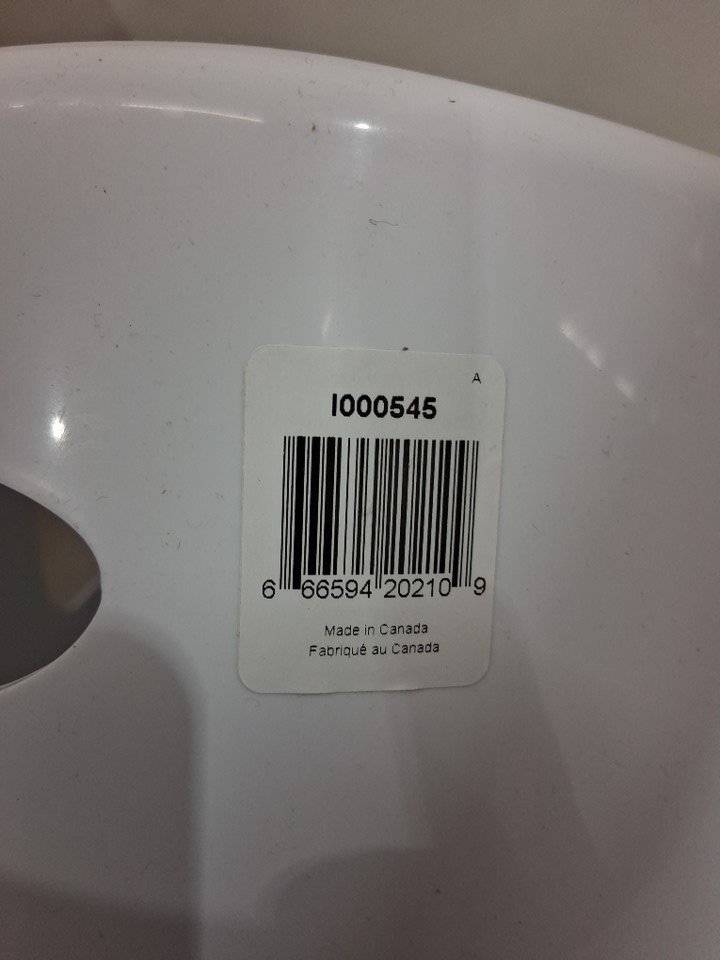 A
I000545
6 66594 20210 9
Made in Canada
Fabriqué au Canada